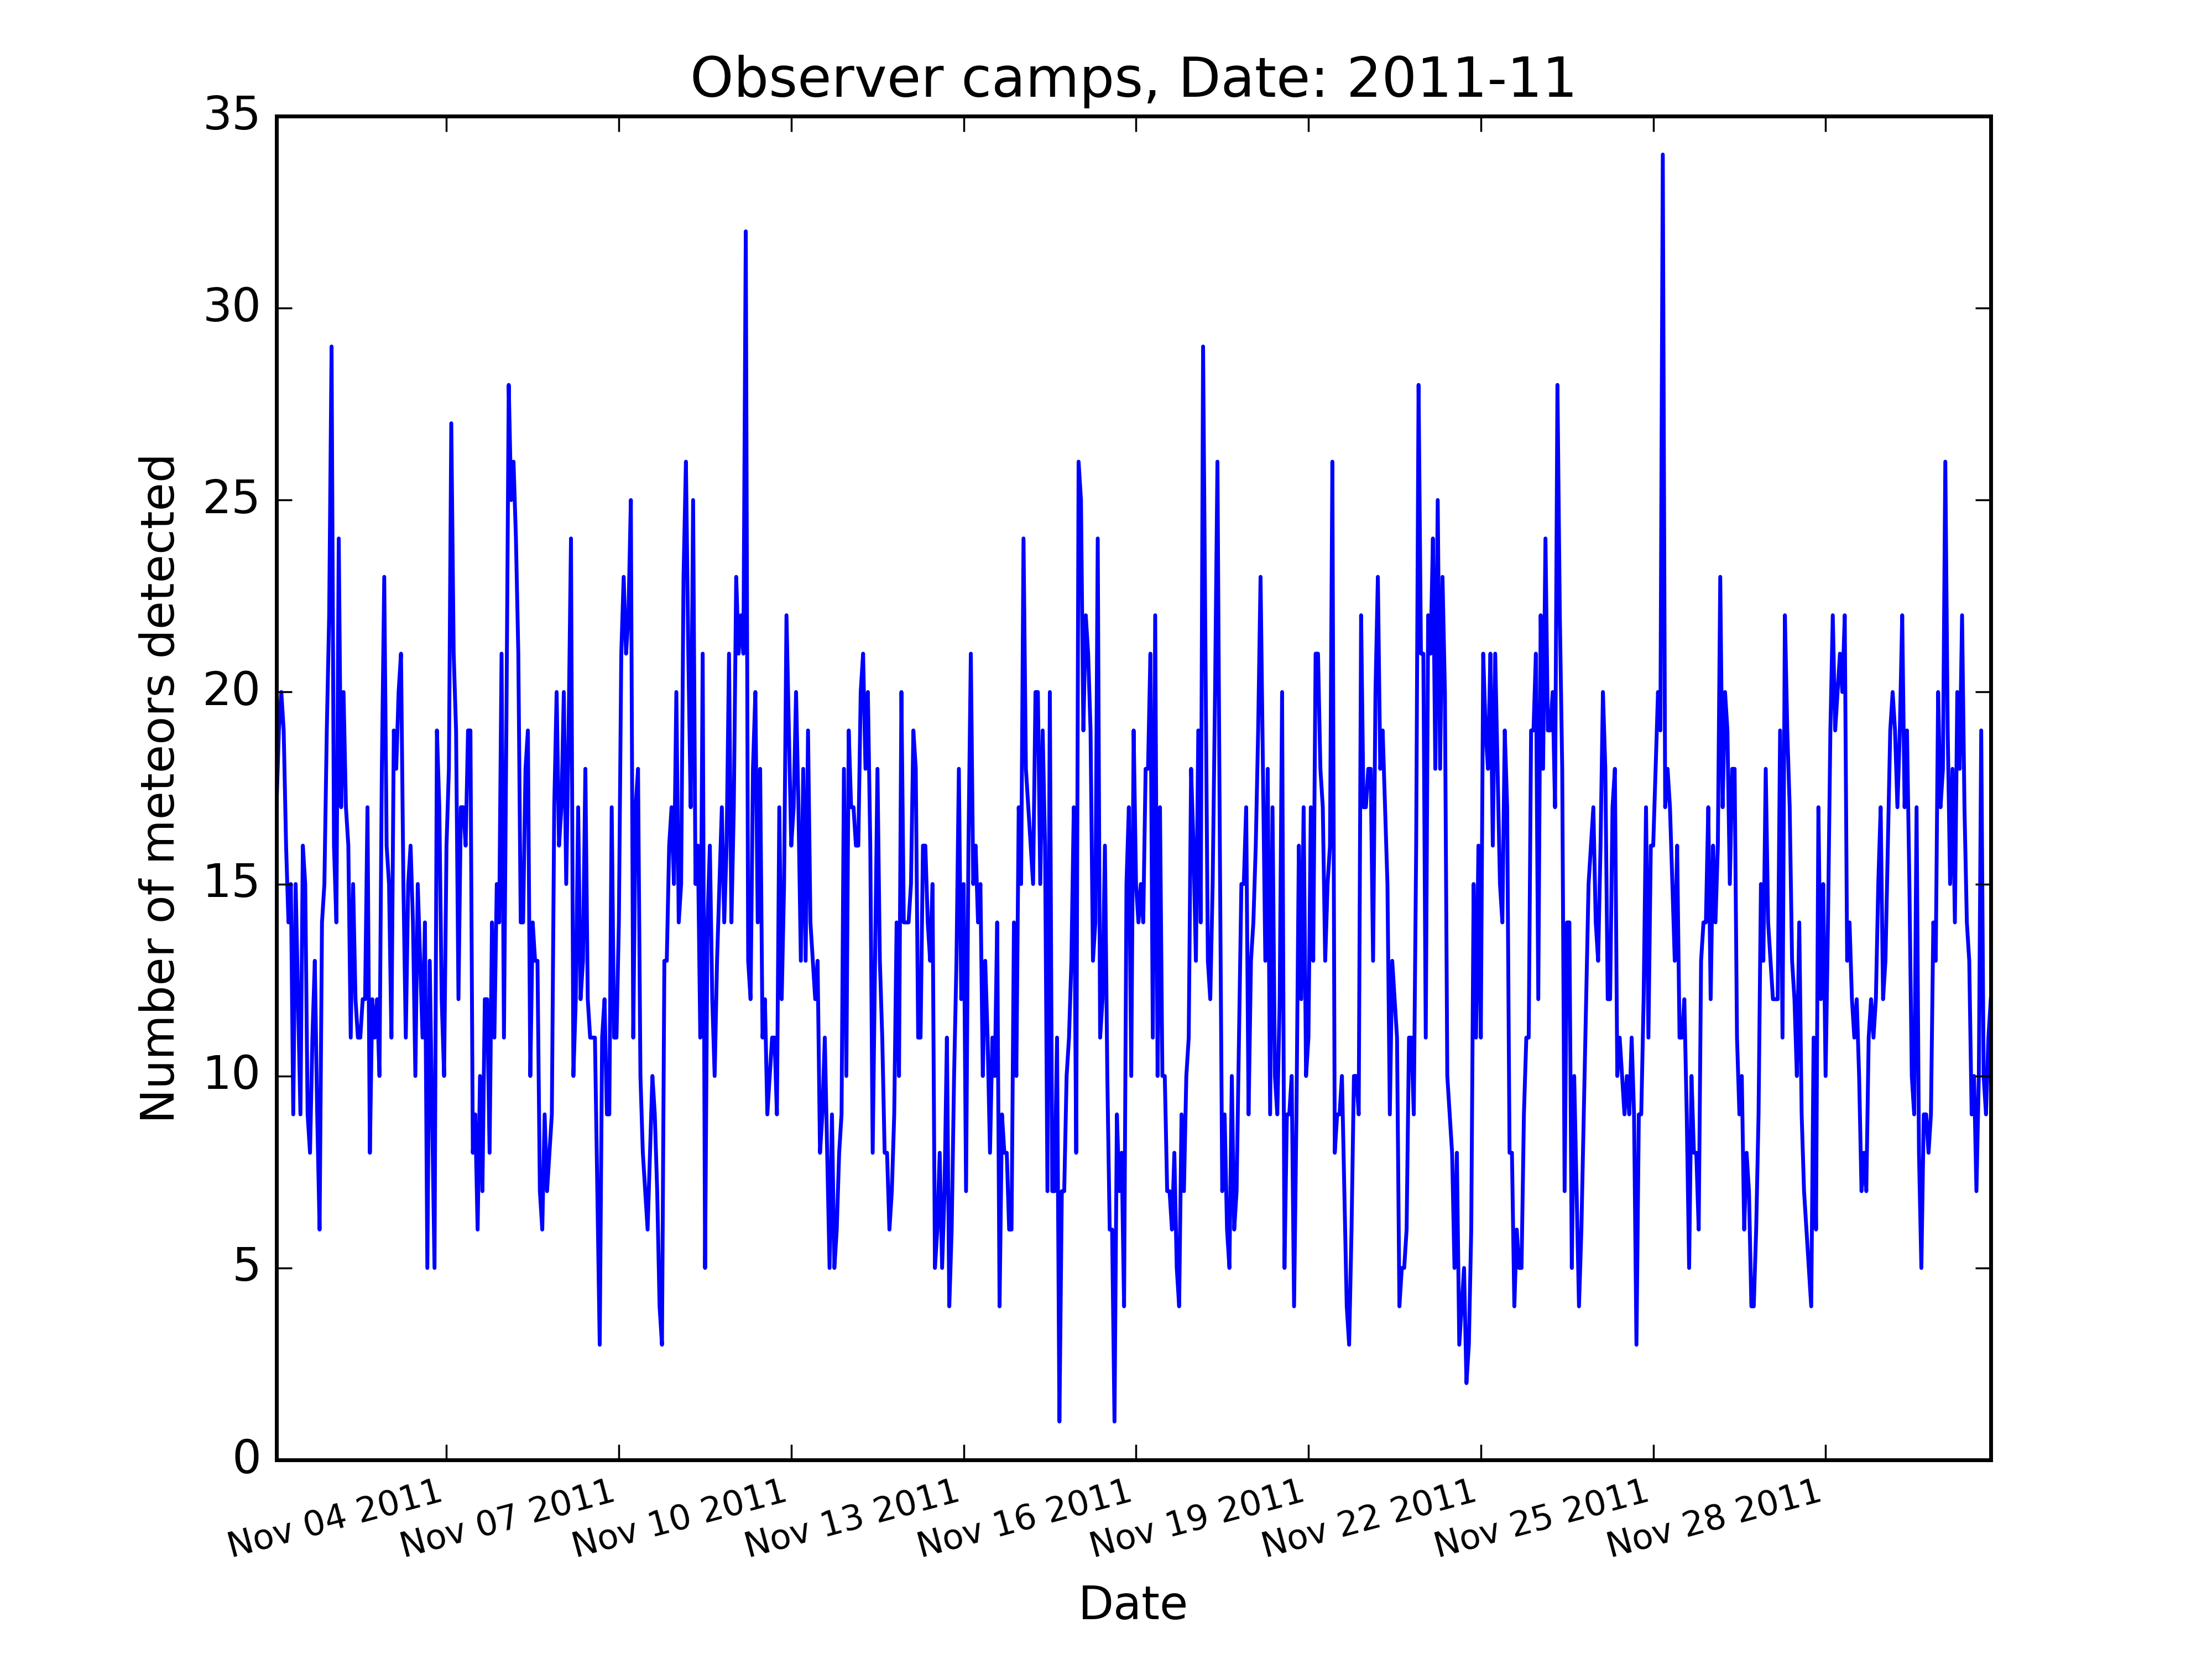 Observer camps, Date: 2011-11
Number of meteors detected
35
30
25
20
15
10
5
0
Nov 04 2011
Nov 07 2011
Nov 10 2011
Nov 13 2011
Nov 16 2011
Nov 19 2011
Nov 22 2011
Nov 25 2011
Nov 28 2011
Date